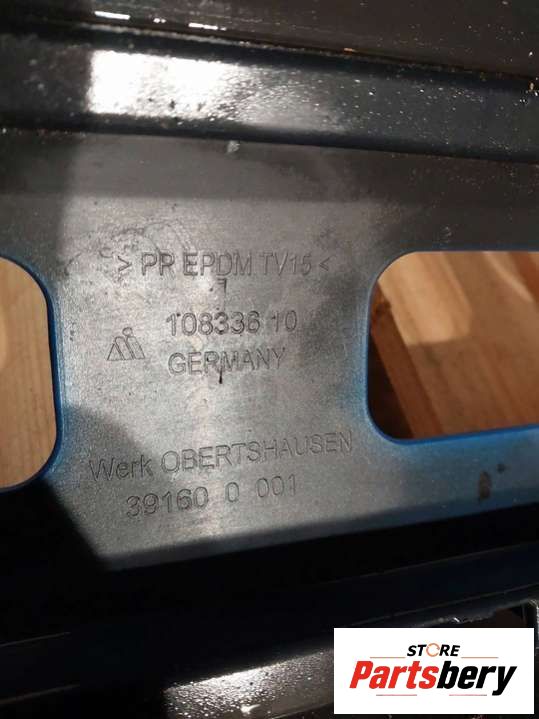 > PP EPDM TV15 <
108336 10
GERMANY
Werk OBERTSHAUSEN
39160 0 001
STORE
Partsbery